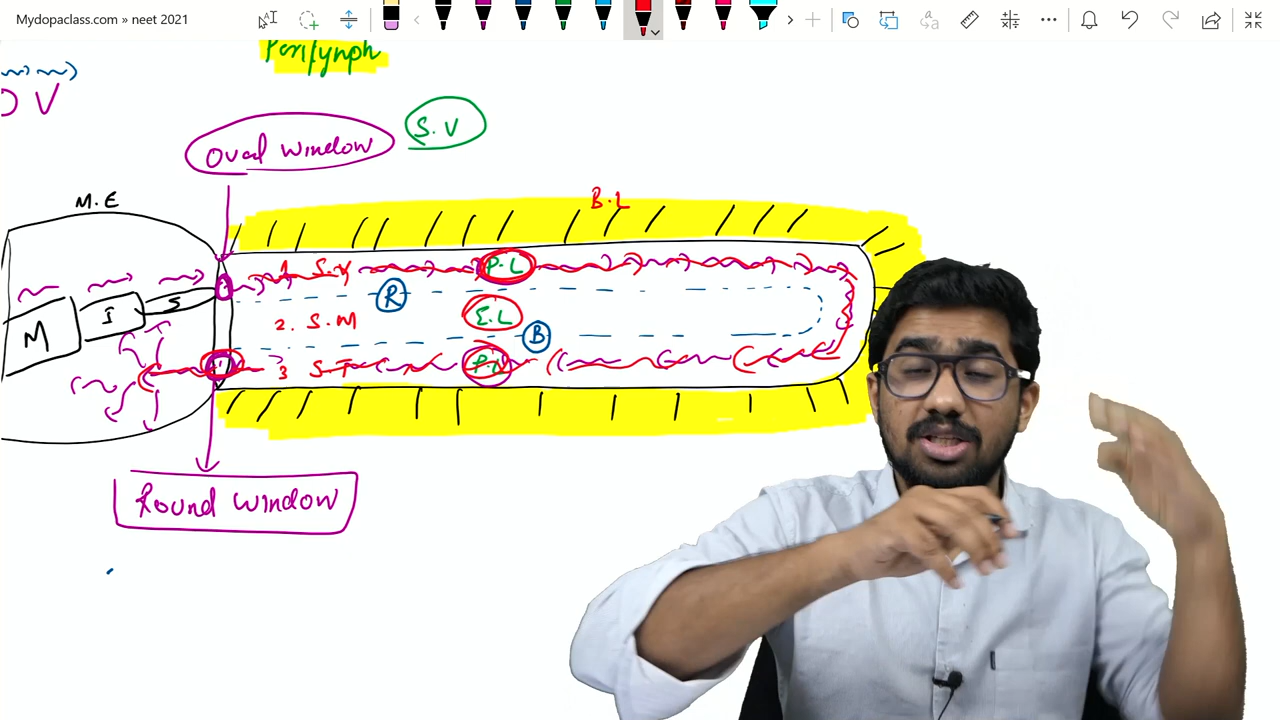 Mydopaclass.com » neet 2021
Perilymph
O V
Oval window
S.V
M.E
B.L
1 S.V
P.L
R
M
I
S
2. S.M
E.L
B
3 S.T
P.L
Round window